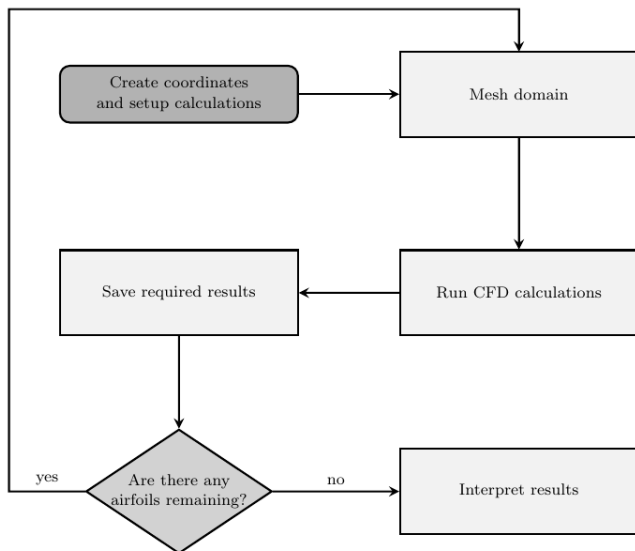 Create coordinates
and setup calculations
Mesh domain
Save required results
Run CFD calculations
yes
Are there any
airfoils remaining?
no
Interpret results